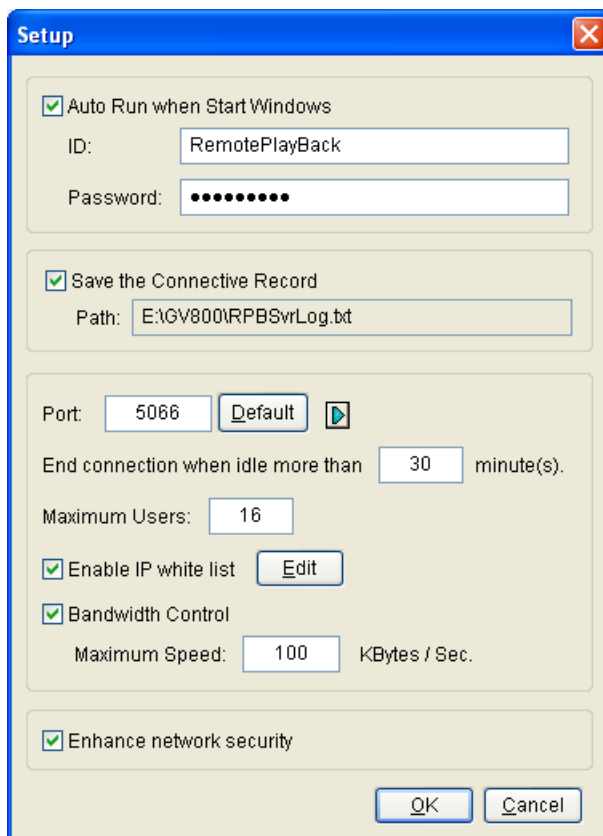 Setup
Auto Run when Start Windows
ID: RemotePlayBack
Password: •••••••••
Save the Connective Record
Path: E:\GV800\RPBSvrLog.txt
Port: 5066 Default
End connection when idle more than 30 minute(s).
Maximum Users: 16
Enable IP white list Edit
Bandwidth Control
Maximum Speed: 100 KBytes / Sec.
Enhance network security
OK Cancel